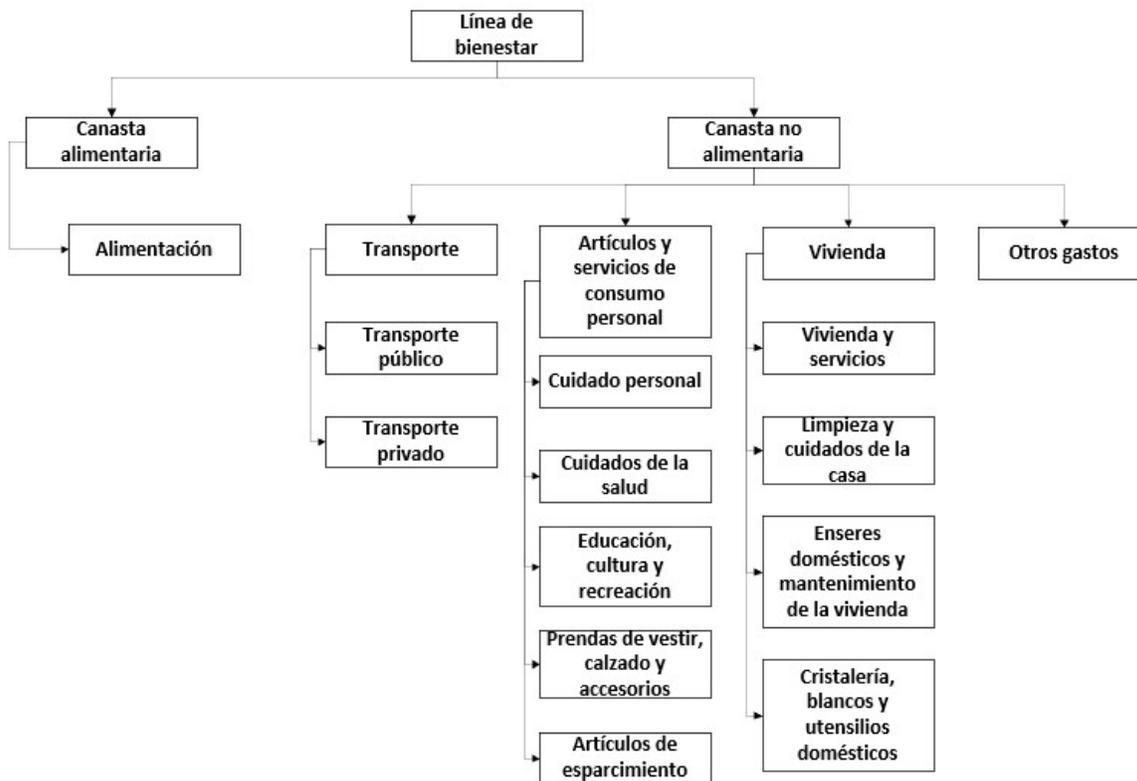 Línea de
bienestar
Canasta
alimentaria
Canasta no
alimentaria
Alimentación
Transporte
Artículos y
servicios de
consumo
personal
Vivienda
Otros gastos
Transporte
público
Transporte
privado
Cuidado personal
Cuidados de la
salud
Educación,
cultura y
recreación
Prendas de vestir,
calzado y
accesorios
Artículos de
esparcimiento
Vivienda y
servicios
Limpieza y
cuidados de la
casa
Enseres
domésticos y
mantenimiento
de la vivienda
Cristalería,
blancos y
utensilios
domésticos